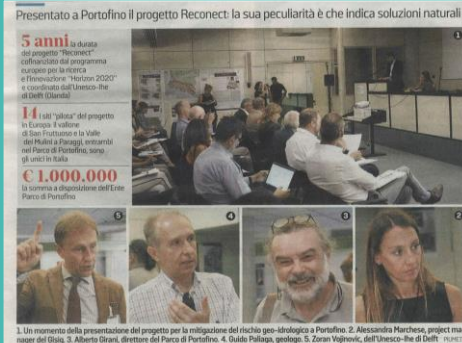 Presentato a Portofino il progetto Reconect: la sua peculiarità è che indica soluzioni naturali
5 anni la durata
del progetto "Reconect"
cofinanziato dal programma
europeo per la ricerca
e l'innovazione "Horizon 2020"
e coordinato dall'Unesco-Ihe
di Delft (Olanda)
14 i siti "pilota" del progetto
in Europa: il vallone
di San Fruttuoso e la Valle
dei Mulini a Paraggi, entrambi
nel Parco di Portofino, sono
gli unici in Italia
€ 1.000.000
la somma a disposizione dell'Ente
Parco di Portofino
1
5
4
3
2
1. Un momento della presentazione del progetto per la mitigazione del rischio geo-idrologico a Portofino. 2. Alessandra Marchese, project ma
nager del Gisig. 3. Alberto Girani, direttore del Parco di Portofino. 4. Guido Paliaga, geologo. 5. Zoran Vojinovic, dell'Unesco-Ihe di Delft